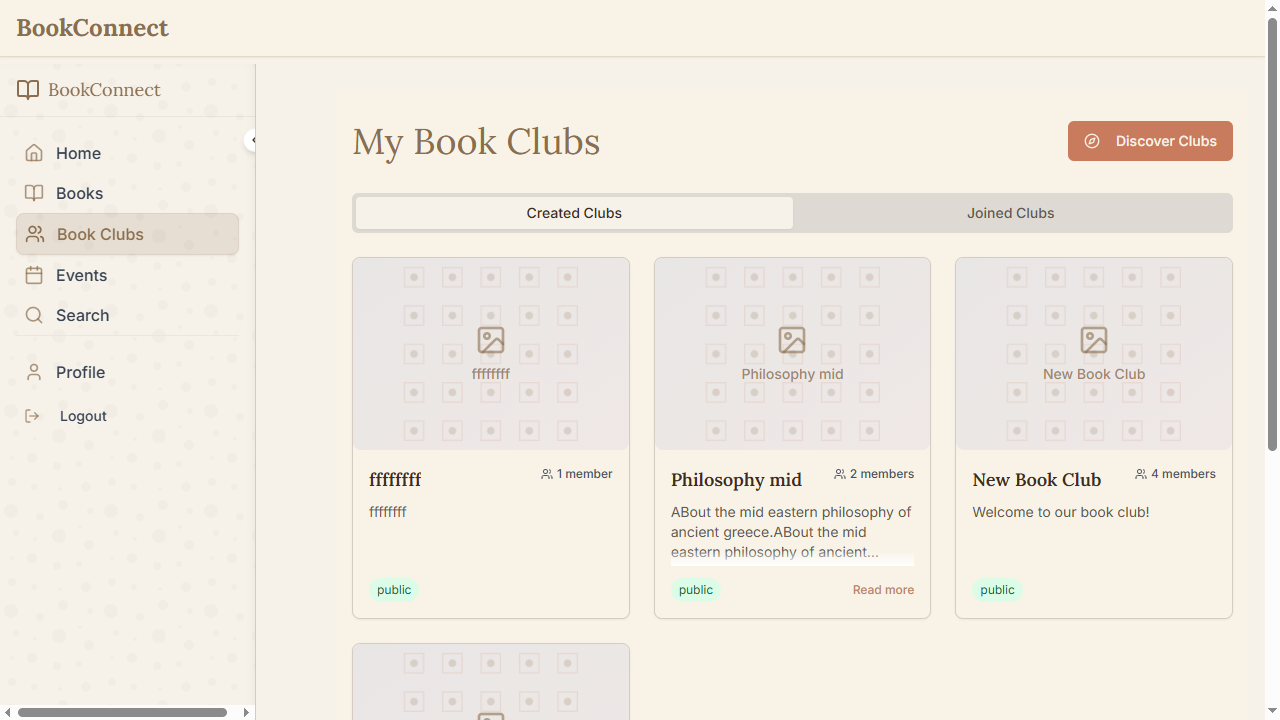 BookConnect
BookConnect
Home
Books
Book Clubs
Events
Search
Profile
Logout
My Book Clubs
Discover Clubs
Created Clubs
Joined Clubs
ffffffff
ffffffff
1 member
ffffffff
public
Philosophy mid
Philosophy mid
2 members
ABout the mid eastern philosophy of
ancient greece.ABout the mid
eastern philosophy of ancient...
public
Read more
New Book Club
New Book Club
4 members
Welcome to our book club!
public